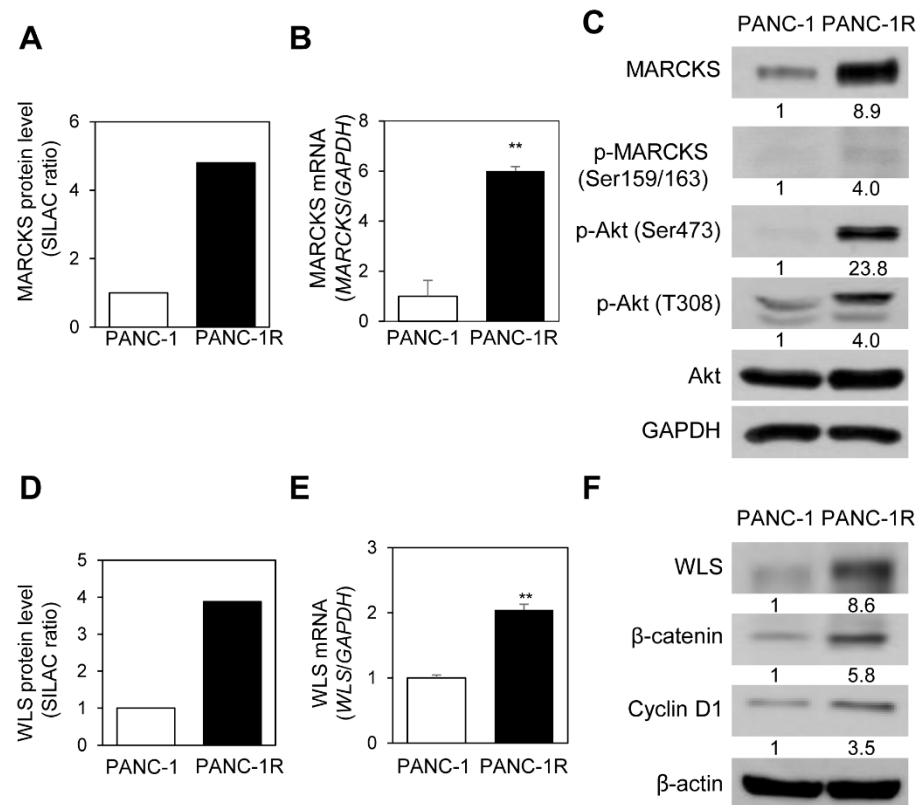 A
MARCKS protein level
(SILAC ratio)
6
4
2
0
PANC-1 PANC-1R
B
MARCKS mRNA
(MARCKS/GAPDH)
8
6
4
2
0
**
PANC-1 PANC-1R
C
PANC-1 PANC-1R
MARCKS
1 8.9
p-MARCKS
(Ser159/163)
1 4.0
p-Akt (Ser473)
1 23.8
p-Akt (T308)
1 4.0
Akt
GAPDH
D
WLS protein level
(SILAC ratio)
5
4
3
2
1
0
PANC-1 PANC-1R
E
WLS mRNA
(WLS/GAPDH)
3
2
1
0
**
PANC-1 PANC-1R
F
PANC-1 PANC-1R
WLS
1 8.6
β-catenin
1 5.8
Cyclin D1
1 3.5
β-actin